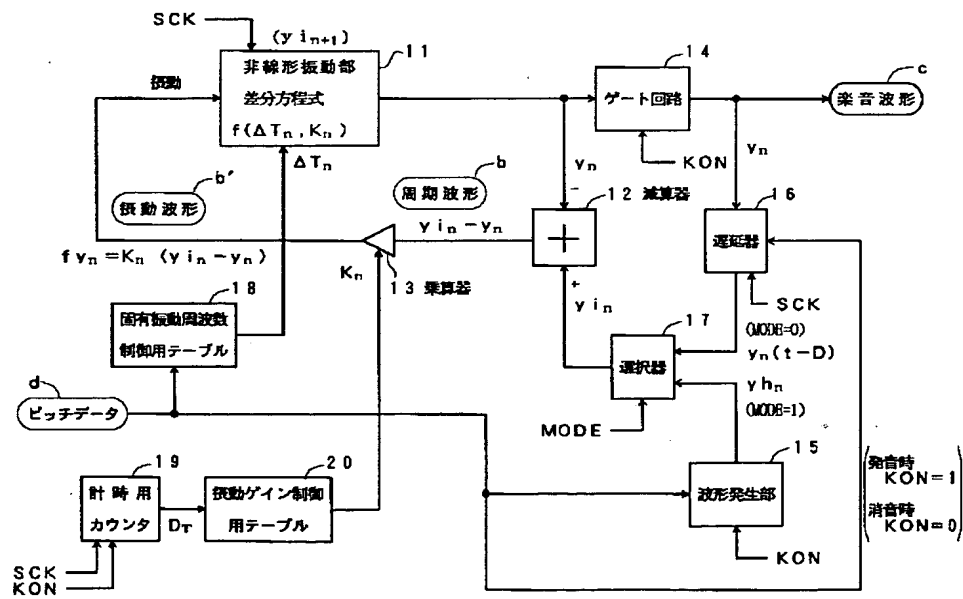 SCK
(y i n+1)
11
非線形振動部
差分方程式
f(ΔTn, Kn)
摂動
ΔTn
14
ゲート回路
KON
c
楽音波形
yn
yn
−
b´
摂動波形
b
周期波形
12 減算器
+
yin−yn
16
遅延器
fyn=Kn (yin−yn)
Kn
13 乗算器
+
yin
SCK
(MODE=0)
yn(t−D)
18
固有振動周波数
制御用テーブル
17
選択器
yhn
(MODE=1)
MODE
d
ピッチデータ
15
波形発生部
KON
発音時
KON=1
消音時
KON=0
19
計時用
カウンタ
DT
20
摂動ゲイン制御
用テーブル
SCK
KON